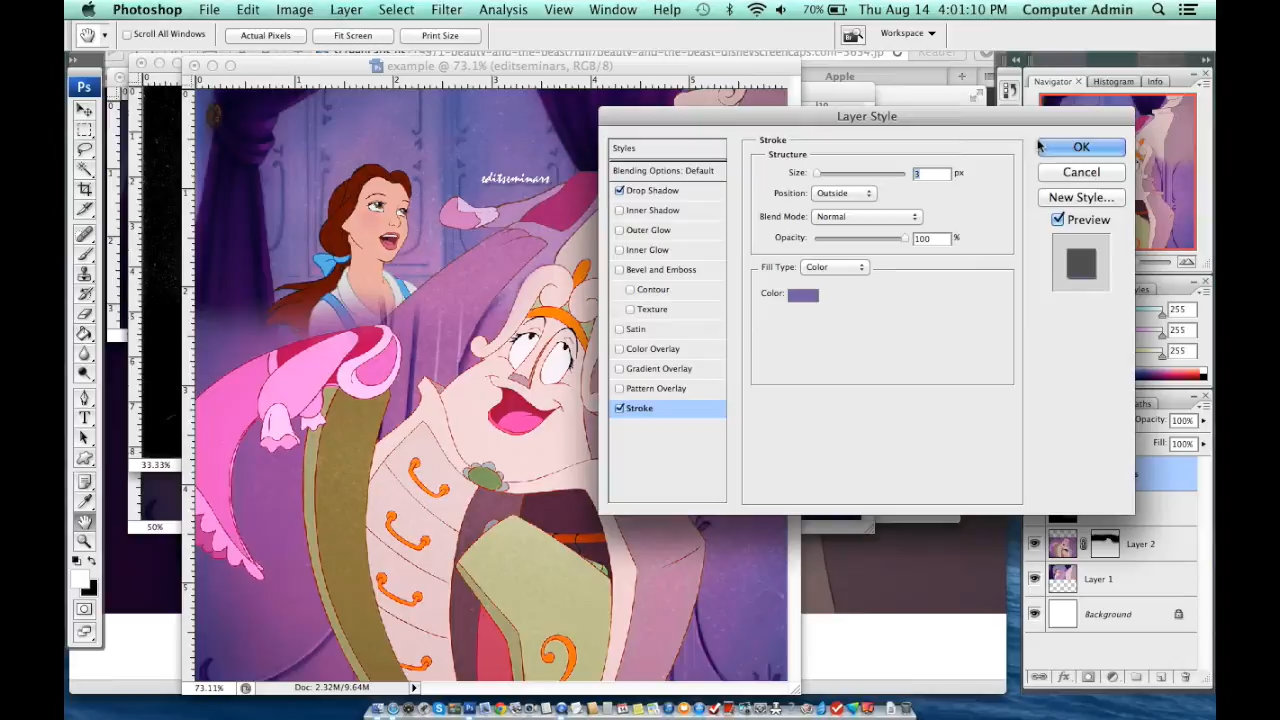 Photoshop File Edit Image Layer Select Filter Analysis View Window Help 70% Thu Aug 14 4:01:10 PM Computer Admin
Scroll All Windows Actual Pixels Fit Screen Print Size Workspace
example @ 73.1% (editseminars, RGB/8)
Apple
Navigator × Histogram Info
Ps
editseminars
Layer Style
Styles
Blending Options: Default
Drop Shadow
Inner Shadow
Outer Glow
Inner Glow
Bevel and Emboss
Contour
Texture
Satin
Color Overlay
Gradient Overlay
Pattern Overlay
Stroke
Stroke
Structure
Size: 3 px
Position: Outside
Blend Mode: Normal
Opacity: 100 %
Fill Type: Color
Color:
OK
Cancel
New Style...
Preview
255
255
255
Opacity: 100%
Fill: 100%
Layer 2
Layer 1
Background
33.33%
50%
73.11% Doc: 2.32M/9.64M